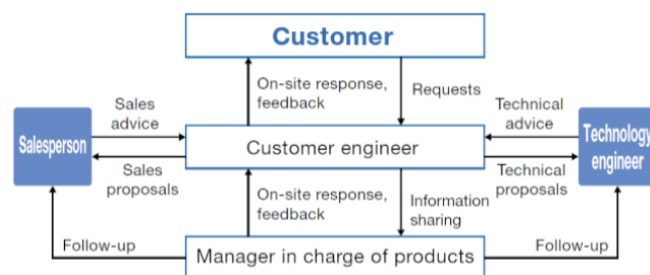 Customer
On-site response,
feedback
Requests
Sales
advice
Technical
advice
Salesperson
Customer engineer
Technology
engineer
Sales
proposals
Technical
proposals
On-site response,
feedback
Information
sharing
Follow-up
Manager in charge of products
Follow-up